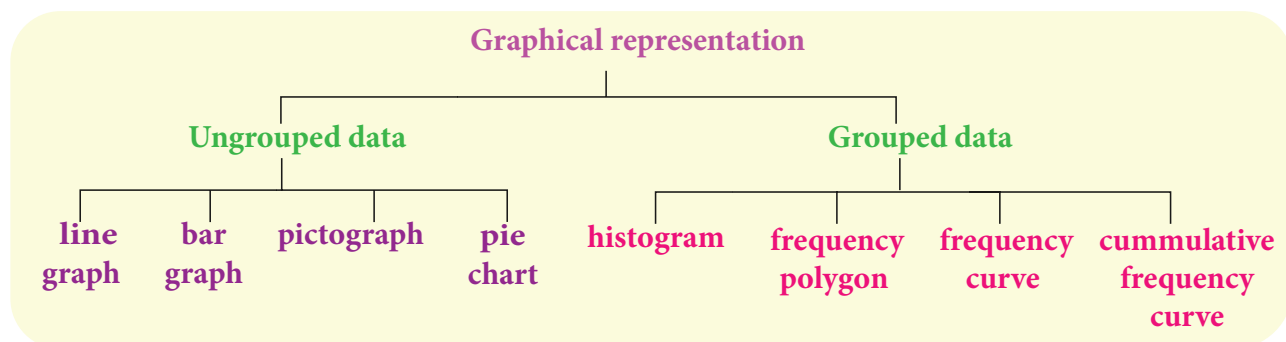 Graphical representation
Ungrouped data
Grouped data
line
graph
bar
graph
pictograph
pie
chart
histogram
frequency
polygon
frequency
curve
cummulative
frequency
curve